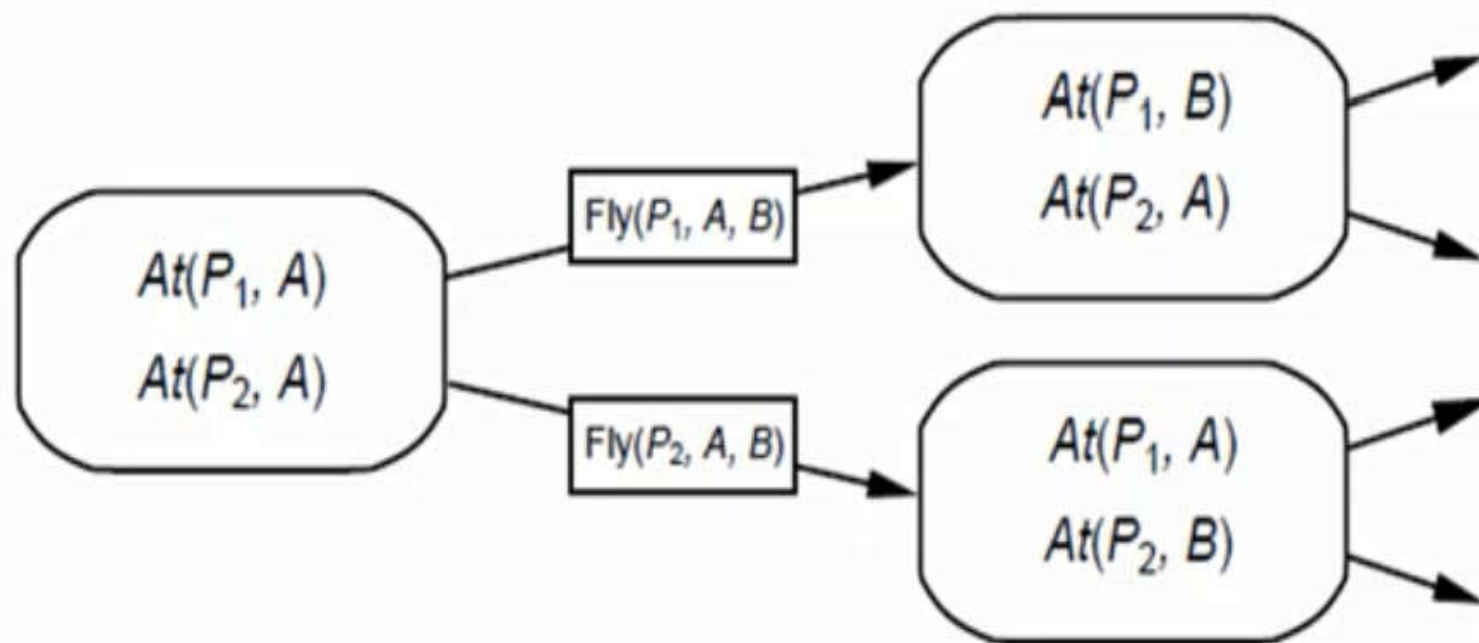 At(P₁, A)
At(P₂, A)
Fly(P₁, A, B)
Fly(P₂, A, B)
At(P₁, B)
At(P₂, A)
At(P₁, A)
At(P₂, B)